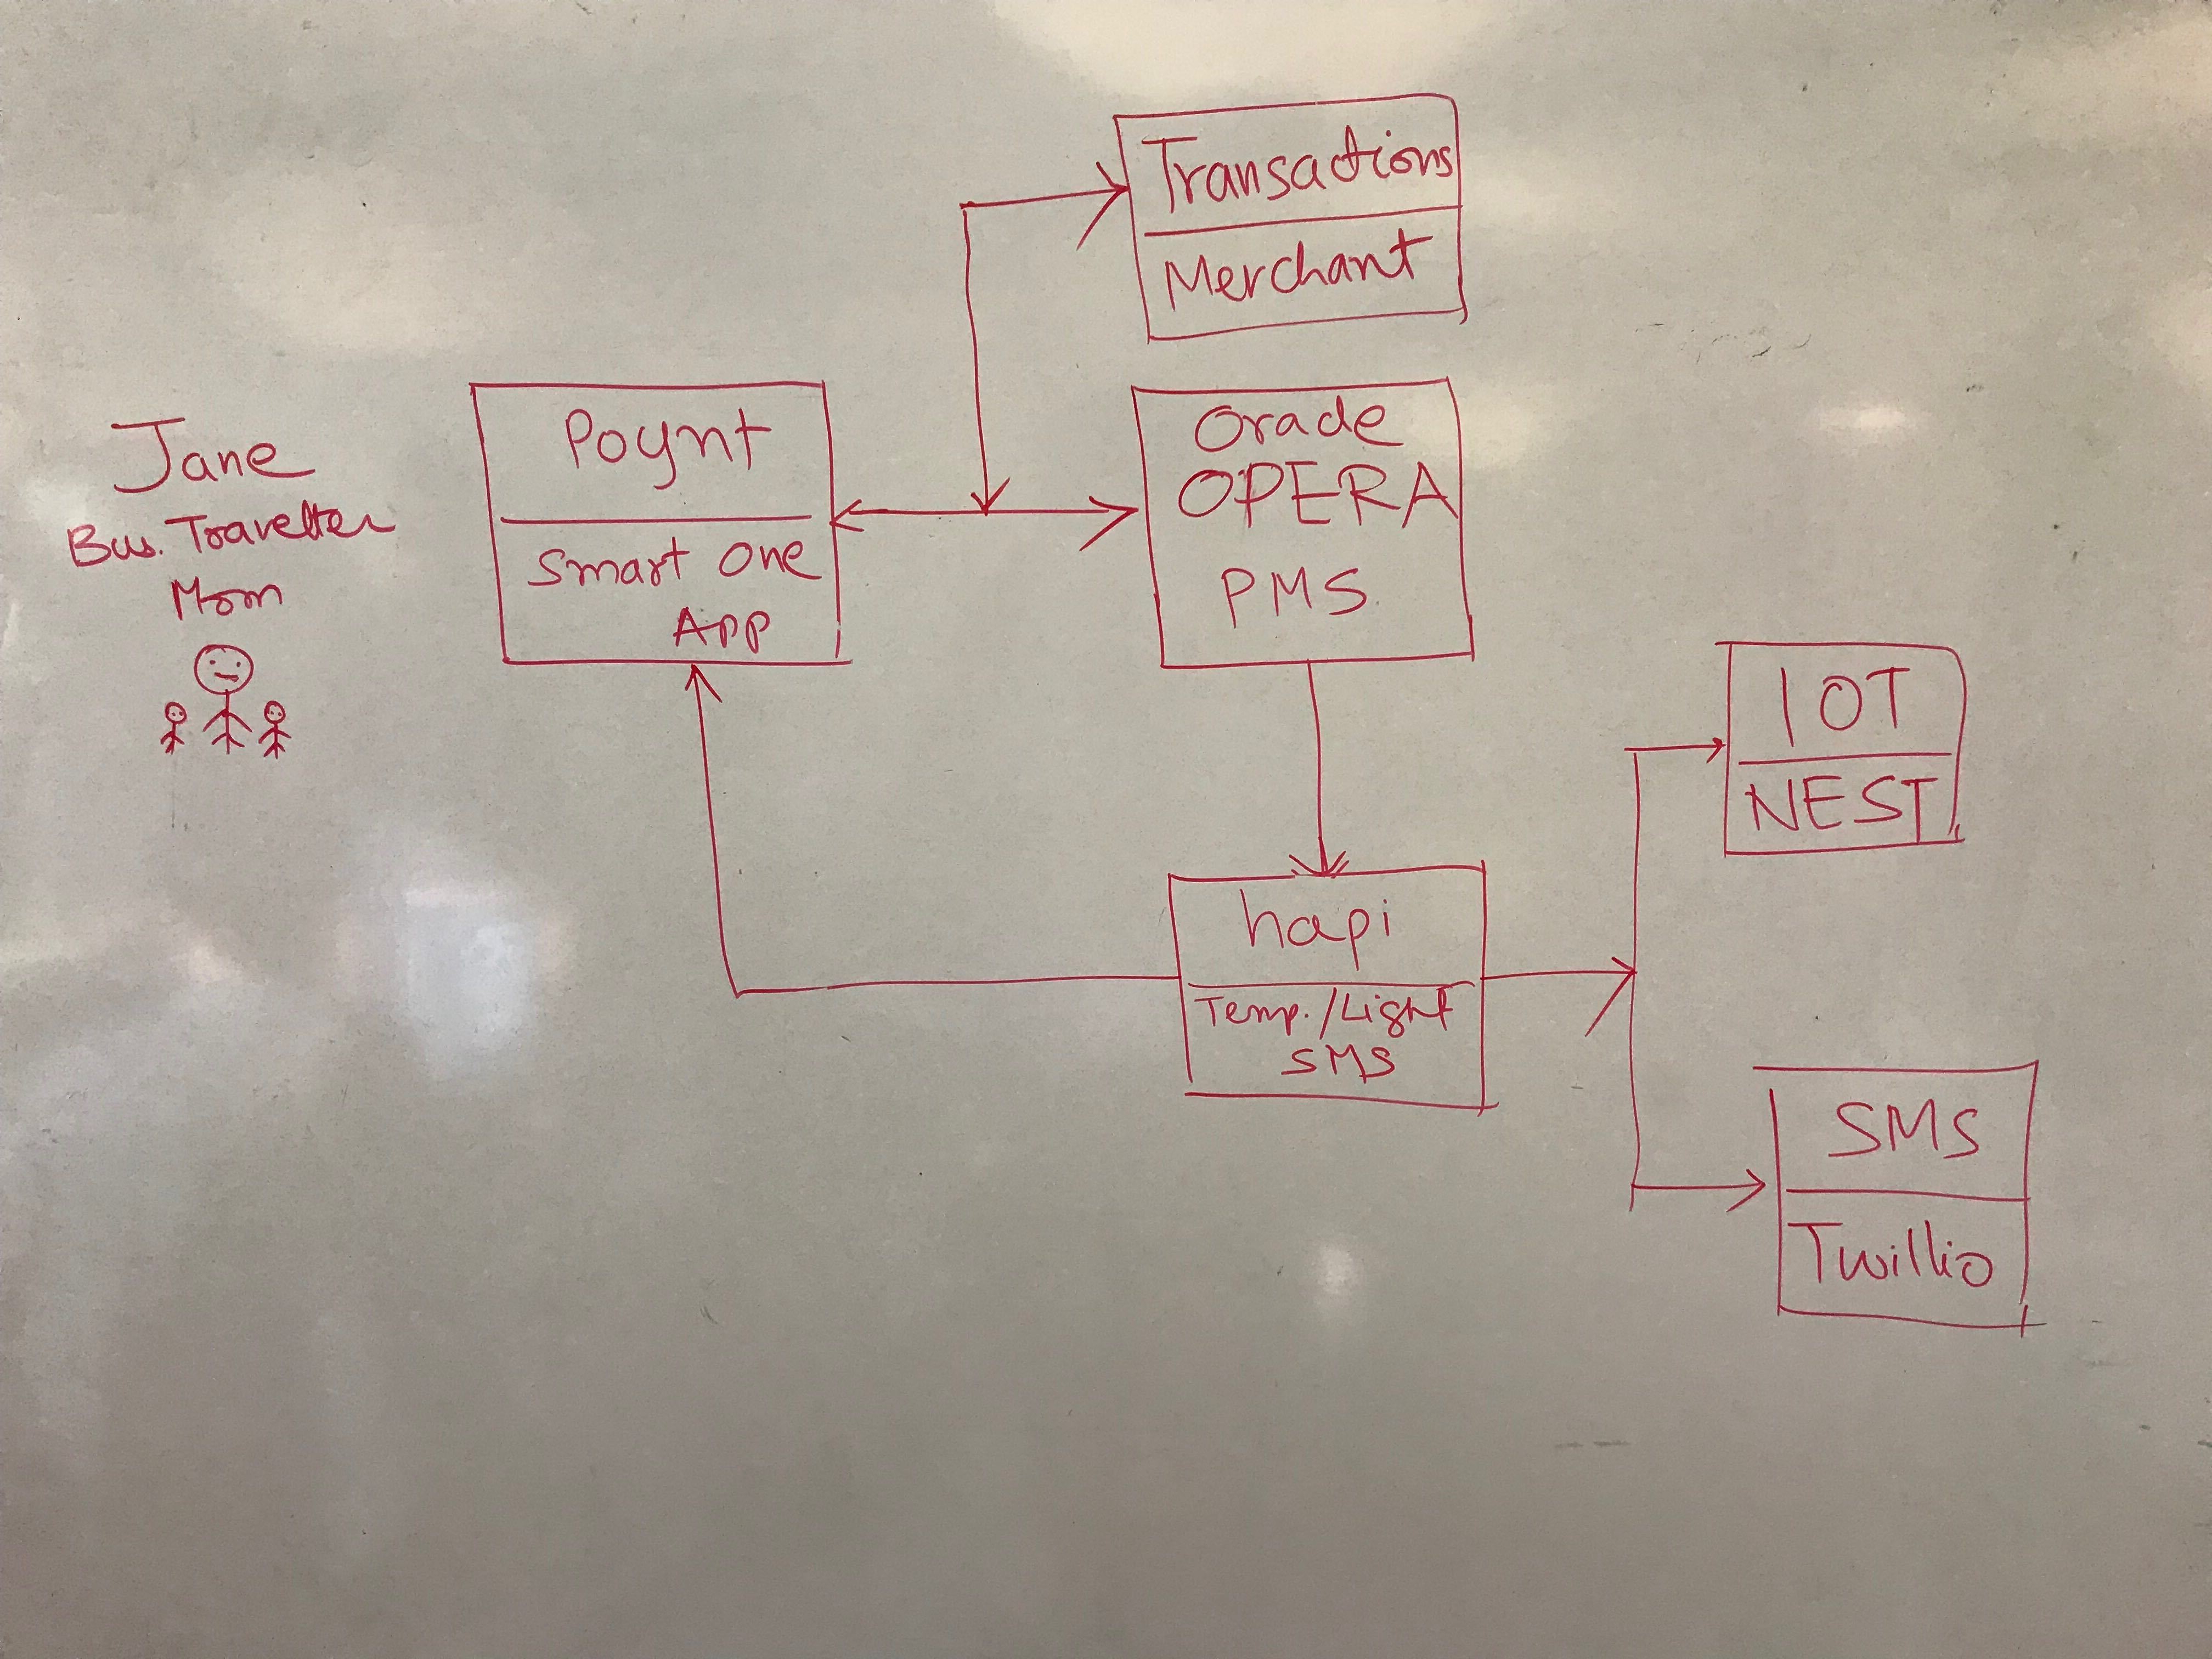 Transactions
Merchant
Jane
Bus. Traveller
Mom
Poynt
Smart One
App
Oracle
OPERA
PMS
IOT
NEST
hapi
Temp./Light
SMS
SMS
Twillio